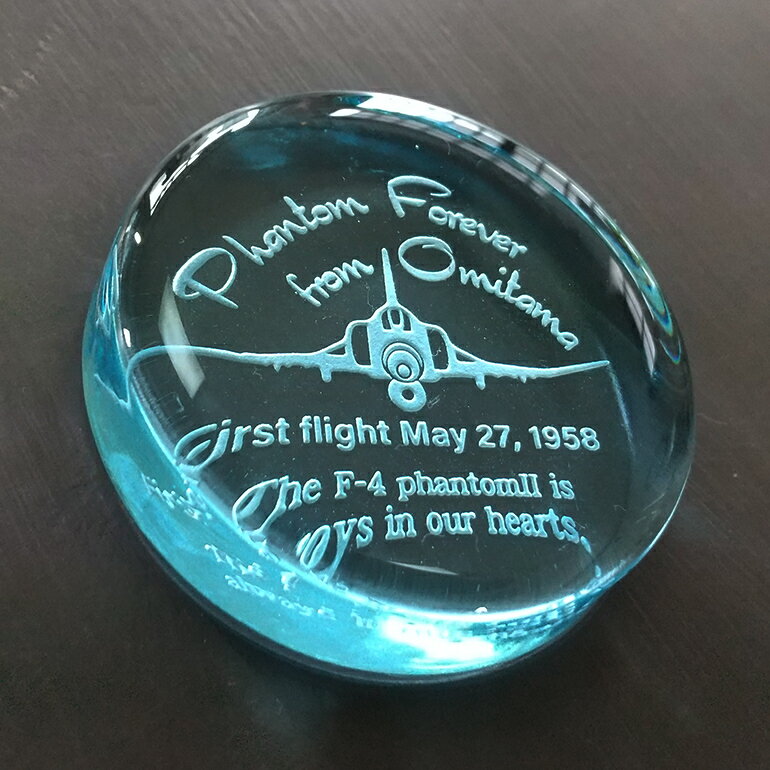 Phantom Forever
from Omitama
First flight May 27, 1958
The F-4 phantomII is
in our hearts.